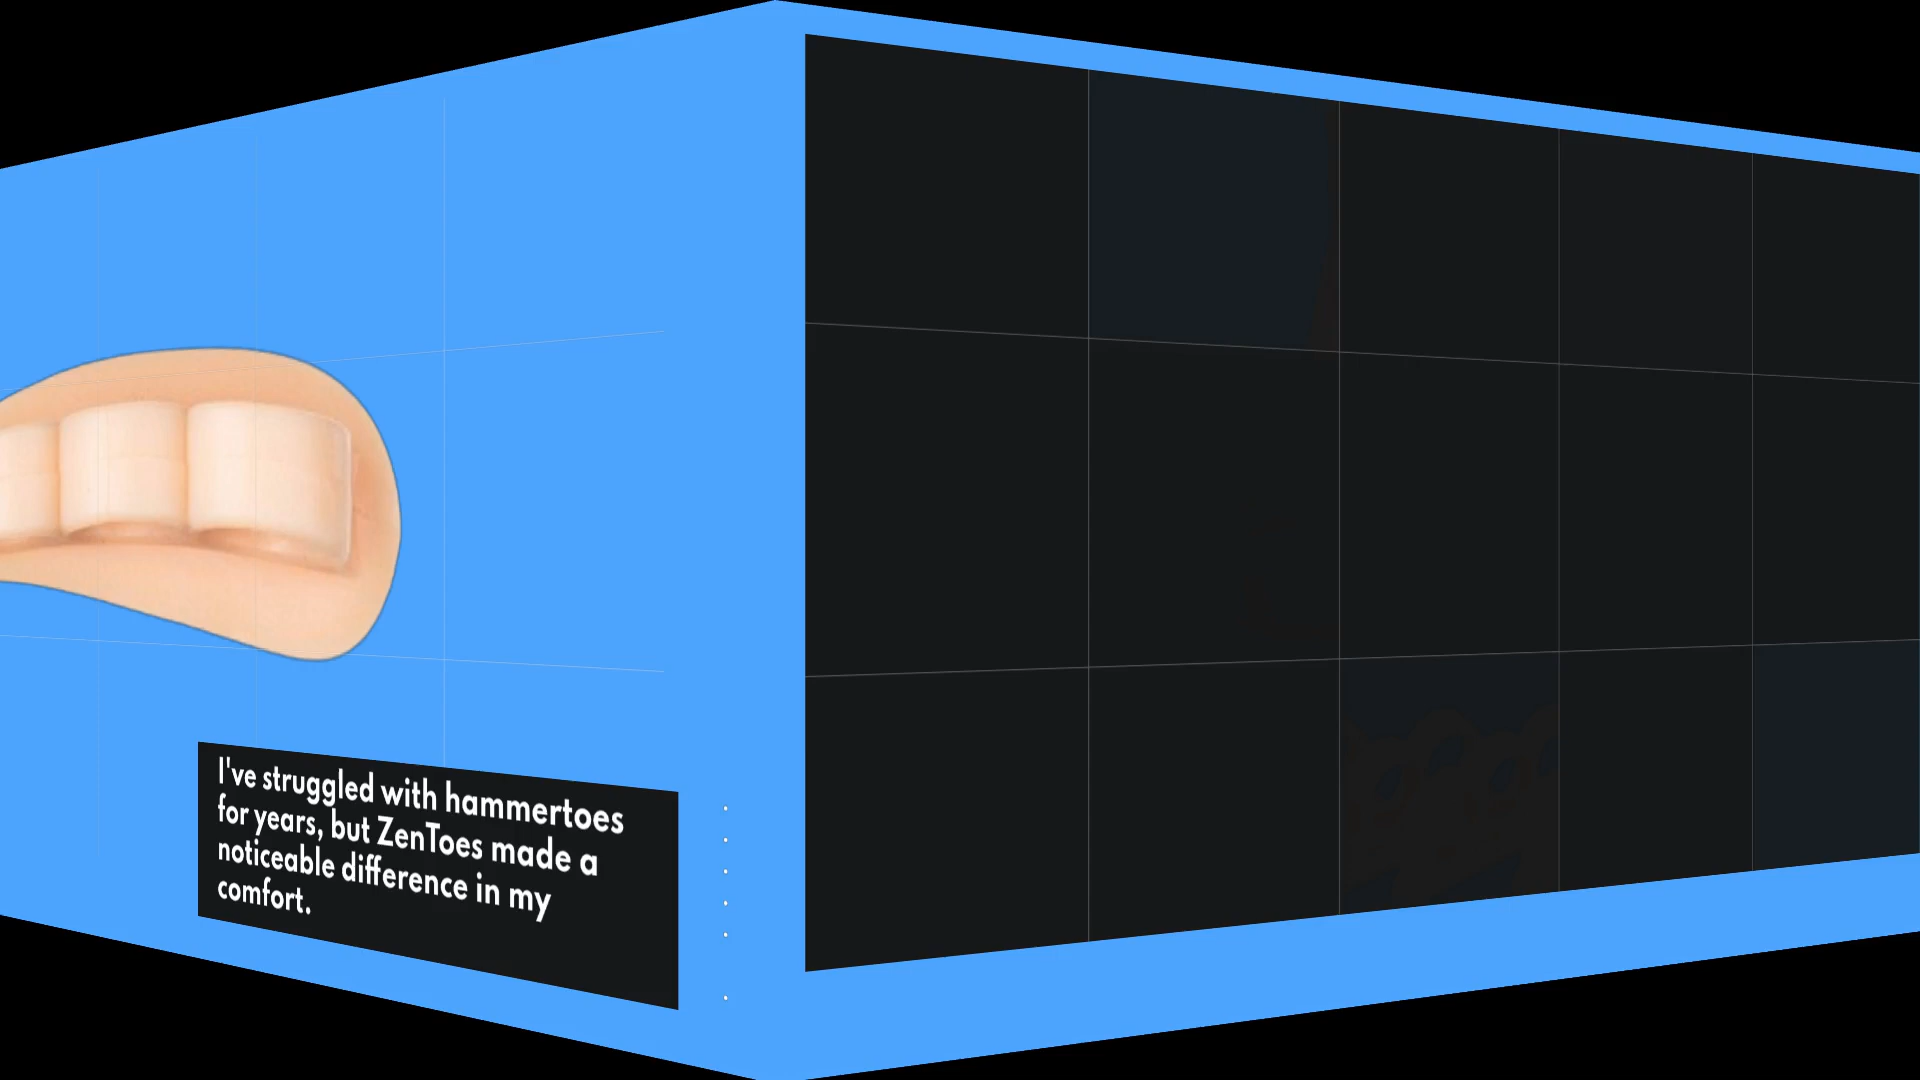 I've struggled with hammertoes
for years, but ZenToes made a
noticeable difference in my
comfort.